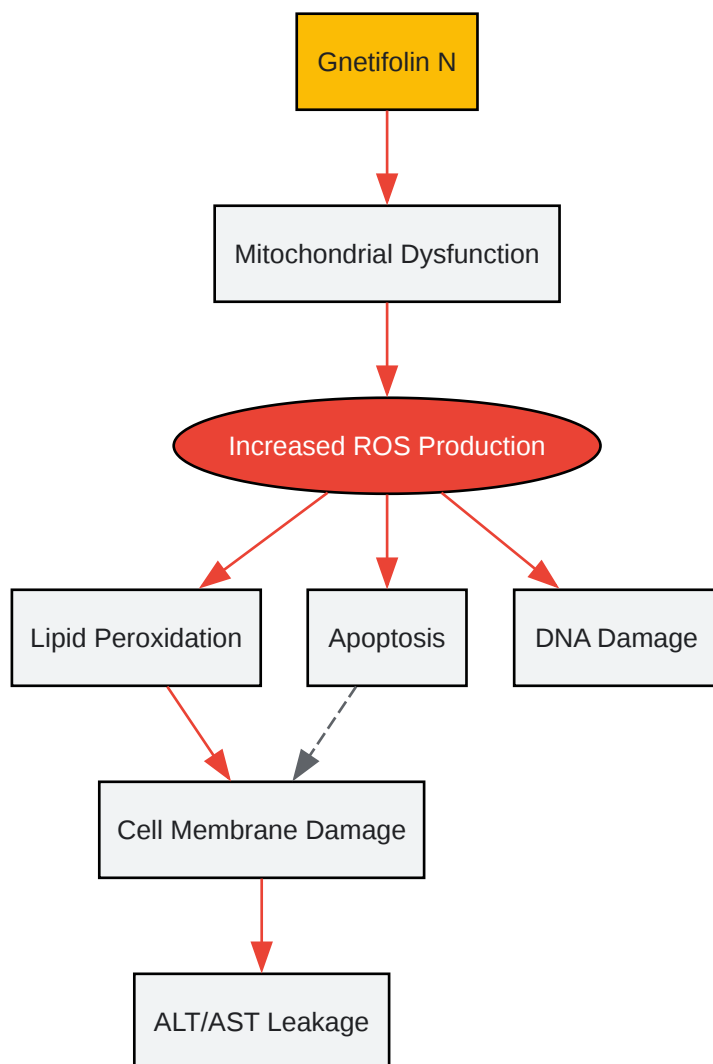 Gnetifolin N
Mitochondrial Dysfunction
Increased ROS Production
Lipid Peroxidation
Apoptosis
DNA Damage
Cell Membrane Damage
ALT/AST Leakage